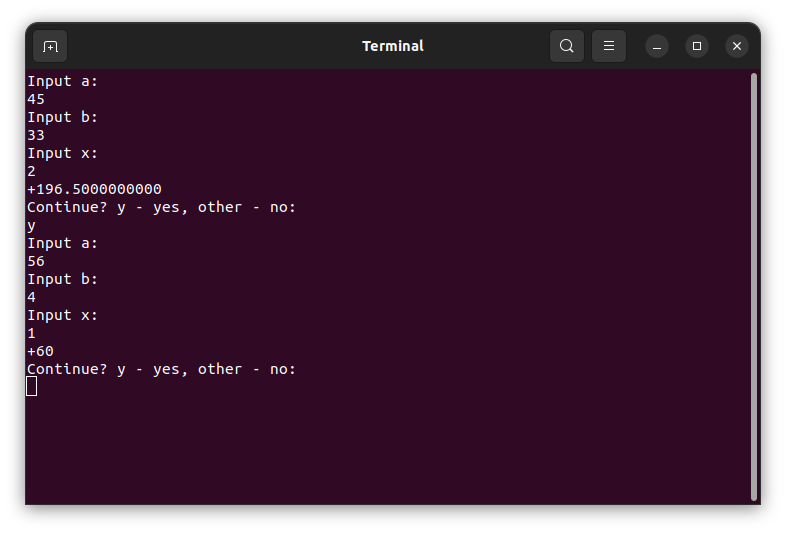 Terminal
Input a:
45
Input b:
33
Input x:
2
+196.5000000000
Continue? y - yes, other - no:
y
Input a:
56
Input b:
4
Input x:
1
+60
Continue? y - yes, other - no: